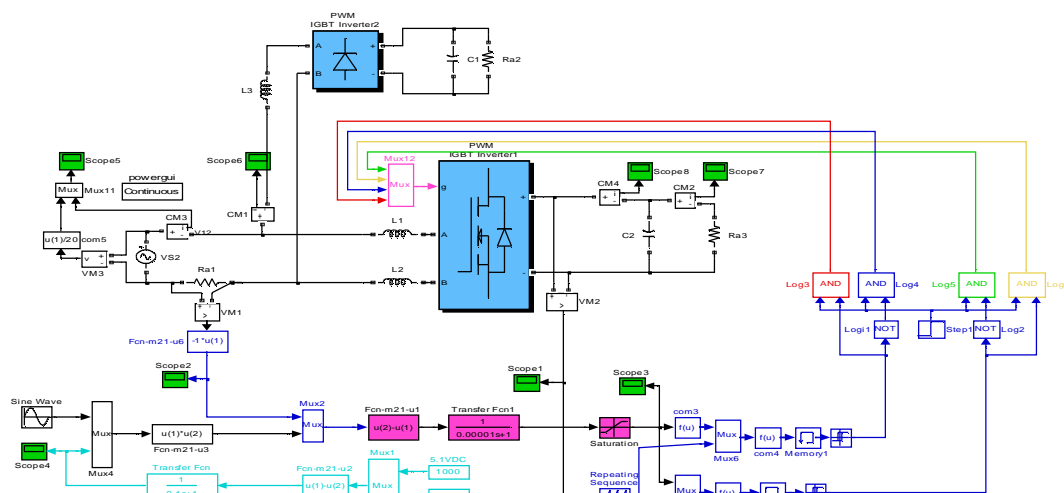 PWM
IGBT Inverter2
A
+
B
-
C1
Ra2
L3
Scope5
Scope6
powergui
Continuous
Mux
Mux11
CM1
CM3
u(1)/20
com5
v
VM3
VS2
Ra1
VM1
Fcn-m21-u6
-1*u(1)
L1
L2
Mux12
Mux
PWM
IGBT Inverter1
g
A
B
+
-
CM4
Scope8
CM2
Scope7
C2
Ra3
VM2
Log3
AND
AND
Log4
Log5
AND
AND
Logi1
NOT
Step1
NOT
Log2
Scope2
Scope1
Scope3
Sine Wave
Scope4
Mux
Mux4
u(1)*u(2)
Fcn-m21-u3
Mux2
Mux
Fcn-m21-u1
u(2)-u(1)
Transfer Fcn1
1
0.00001s+1
Saturation
com3
f(u)
Mux
Mux6
f(u)
com4
Memory1
Transfer Fcn
1
Fcn-m21-u2
u(1)-u(2)
Mux1
Mux
5.1VDC
1000
Repeating
Sequence
Mux
f(u)